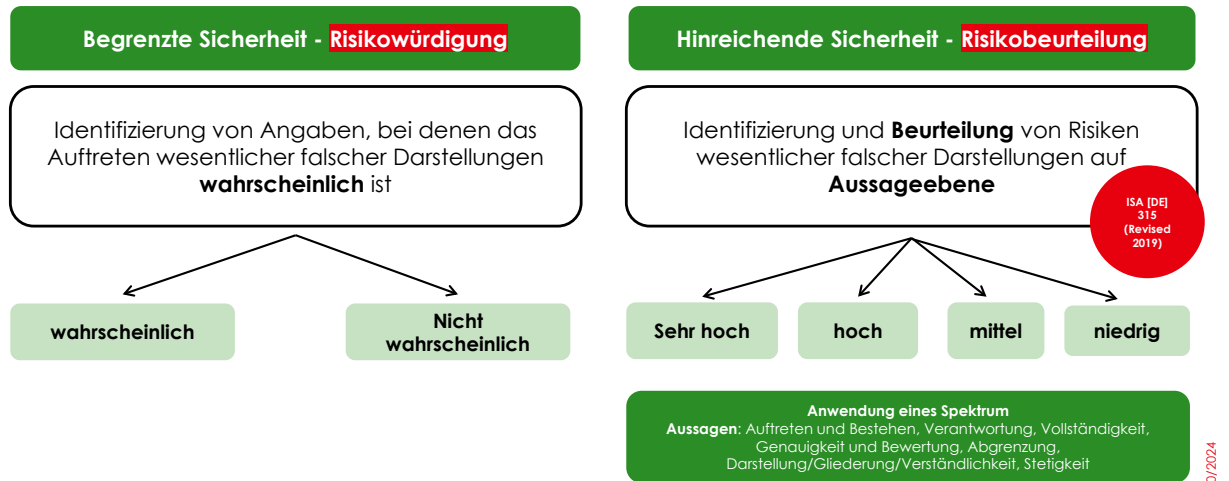 Begrenzte Sicherheit - Risikowürdigung
Identifizierung von Angaben, bei denen das
Auftreten wesentlicher falscher Darstellungen
wahrscheinlich ist
wahrscheinlich
Nicht
wahrscheinlich
Hinreichende Sicherheit - Risikobeurteilung
Identifizierung und Beurteilung von Risiken
wesentlicher falscher Darstellungen auf
Aussageebene
ISA [DE]
315
(Revised
2019)
Sehr hoch
hoch
mittel
niedrig
Anwendung eines Spektrum
Aussagen: Auftreten und Bestehen, Verantwortung, Vollständigkeit,
Genauigkeit und Bewertung, Abgrenzung,
Darstellung/Gliederung/Verständlichkeit, Stetigkeit
0/2024